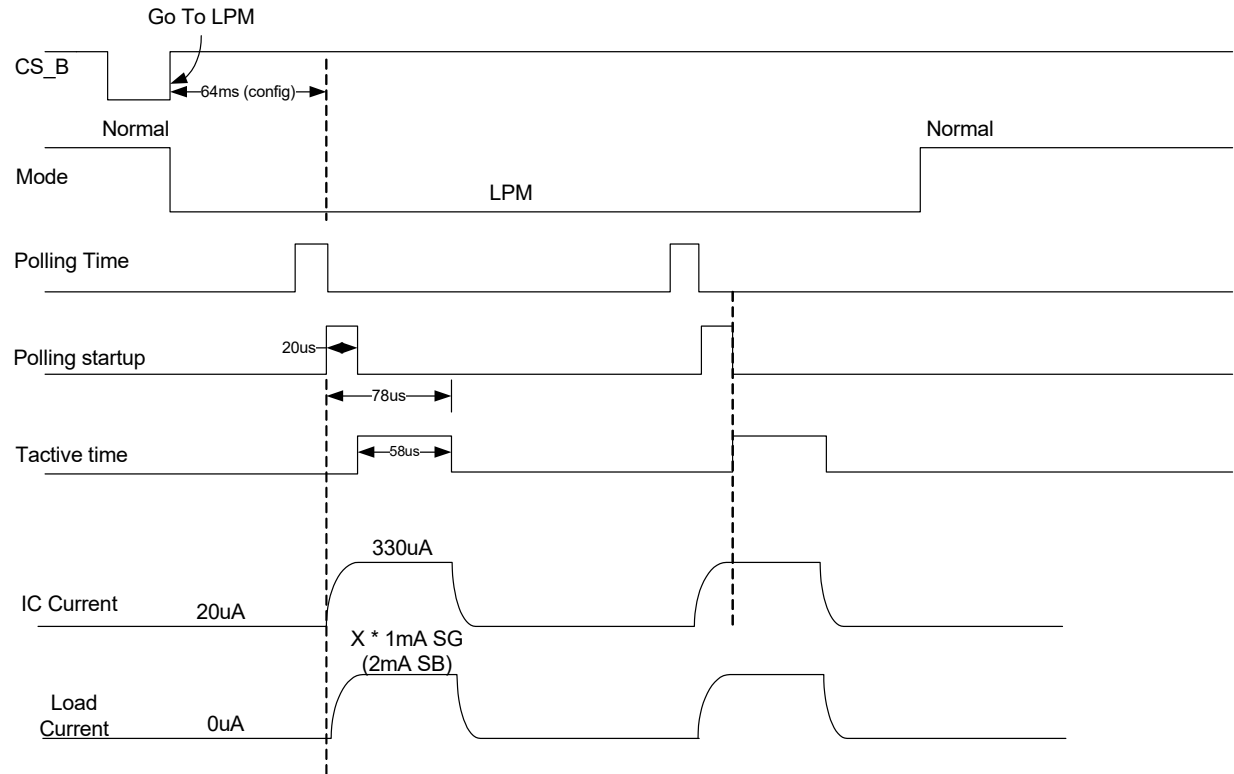 Go To LPM
CS_B
64ms (config)
Normal
Normal
Mode
LPM
Polling Time
20us
Polling startup
78us
Tactive time
58us
330uA
IC Current
20uA
X * 1mA SG
(2mA SB)
Load
Current
0uA